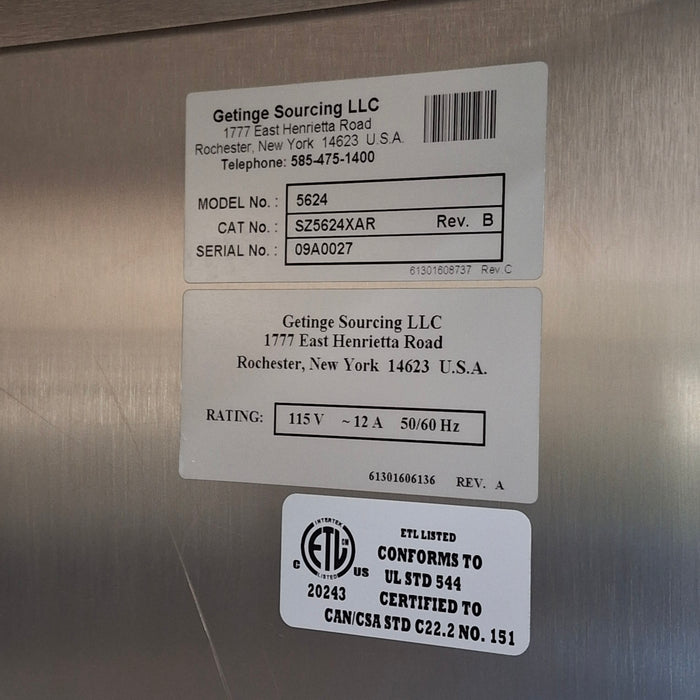 Getinge Sourcing LLC
1777 East Henrietta Road
Rochester, New York 14623 U.S.A.
Telephone: 585-475-1400
MODEL No. : 5624
CAT No. : SZ5624XAR Rev. B
SERIAL No. : 09A0027
61301608737 Rev.C
Getinge Sourcing LLC
1777 East Henrietta Road
Rochester, New York 14623 U.S.A.
RATING: 115 V ~ 12 A 50/60 Hz
61301606136 REV. A
INTERTEK
ETL CM
LISTED
C US
20243
ETL LISTED
CONFORMS TO
UL STD 544
CERTIFIED TO
CAN/CSA STD C22.2 NO. 151